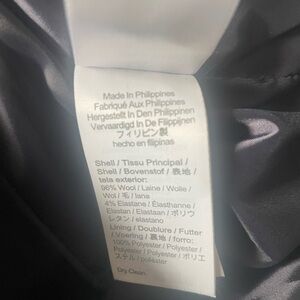 Made In Philippines
Fabriqué Aux Philippines
Hergestellt In Den Philippinen
Vervaardigd In De Filippijnen
フィリピン製
hecho en filipinas
Shell / Tissu Principal /
Shell / Bovenstof / 表地 /
tela exterior:
96% Wool / Laine / Wolle /
Wol / 毛 / lana
4% Elastane / Élasthanne /
Elastan / Elastaan / ポリウ
レタン / elastano
Lining / Doublure / Futter
/ Voering / 裏地 / forro:
100% Polyester / Polyester
/ Polyester / Polyester / ポリエ
ステル / poliéster
Dry Clean